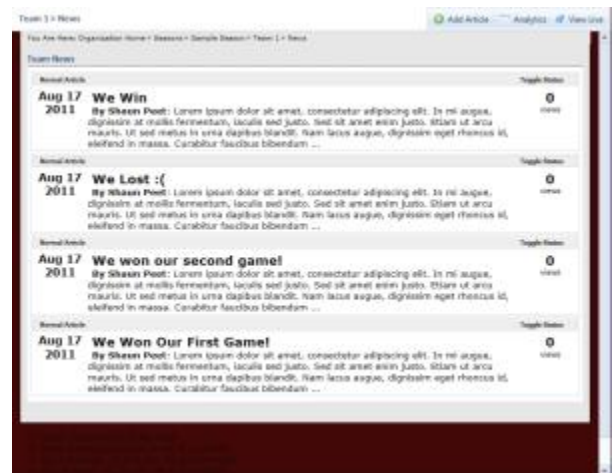 Team 1 > News
Add Article Analytics View Live
You Are Here: Organization Home > Seasons > Sample Season > Team 1 > News
Team News
Normal Article Toggle Status
Aug 17 2011 We Win 0 views
By Shaun Peet: Lorem ipsum dolor sit amet, consectetur adipiscing elit. In mi augue,
dignissim at mollis fermentum, iaculis sed justo. Sed sit amet enim justo. Etiam ut arcu
mauris. Ut sed metus in urna dapibus blandit. Nam lacus augue, dignissim eget rhoncus id,
eleifend in massa. Curabitur faucibus bibendum ...
Normal Article Toggle Status
Aug 17 2011 We Lost :( 0 views
By Shaun Peet: Lorem ipsum dolor sit amet, consectetur adipiscing elit. In mi augue,
dignissim at mollis fermentum, iaculis sed justo. Sed sit amet enim justo. Etiam ut arcu
mauris. Ut sed metus in urna dapibus blandit. Nam lacus augue, dignissim eget rhoncus id,
eleifend in massa. Curabitur faucibus bibendum ...
Normal Article Toggle Status
Aug 17 2011 We won our second game! 0 views
By Shaun Peet: Lorem ipsum dolor sit amet, consectetur adipiscing elit. In mi augue,
dignissim at mollis fermentum, iaculis sed justo. Sed sit amet enim justo. Etiam ut arcu
mauris. Ut sed metus in urna dapibus blandit. Nam lacus augue, dignissim eget rhoncus id,
eleifend in massa. Curabitur faucibus bibendum ...
Normal Article Toggle Status
Aug 17 2011 We Won Our First Game! 0 views
By Shaun Peet: Lorem ipsum dolor sit amet, consectetur adipiscing elit. In mi augue,
dignissim at mollis fermentum, iaculis sed justo. Sed sit amet enim justo. Etiam ut arcu
mauris. Ut sed metus in urna dapibus blandit. Nam lacus augue, dignissim eget rhoncus id,
eleifend in massa. Curabitur faucibus bibendum ...